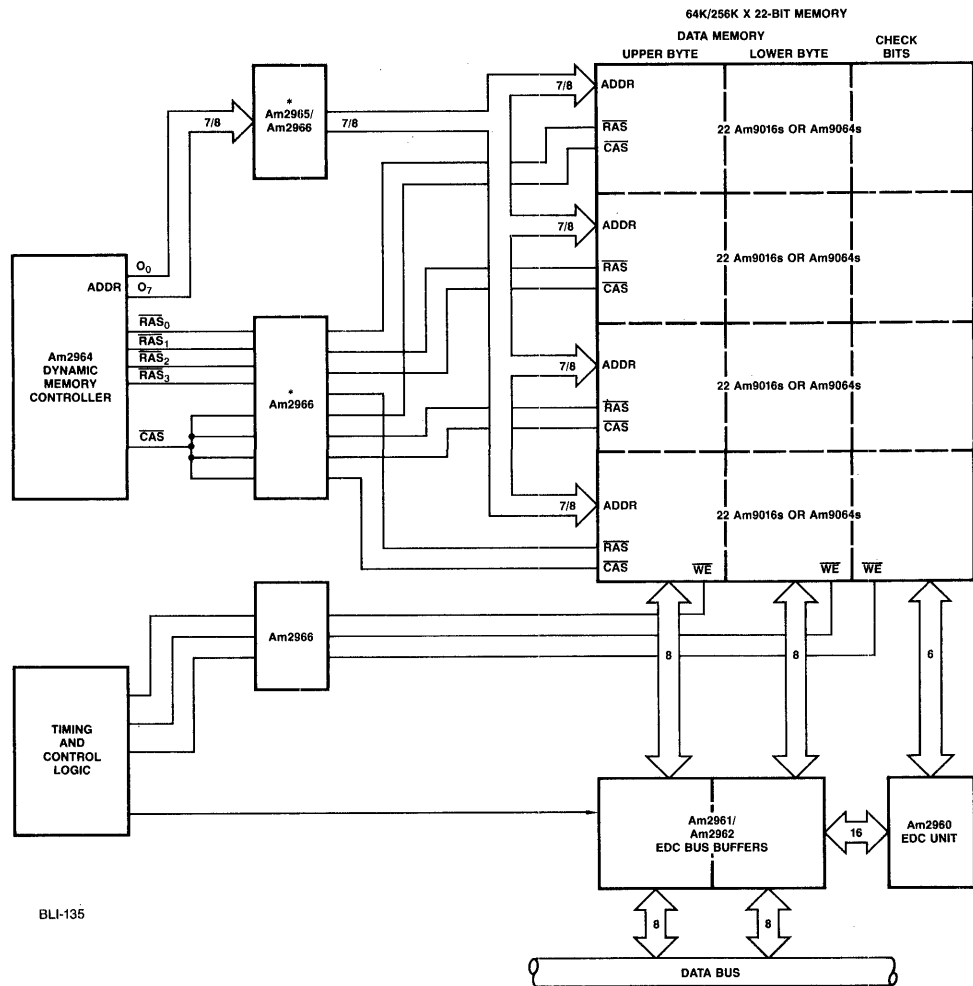 64K/256K X 22-BIT MEMORY
DATA MEMORY
UPPER BYTE
LOWER BYTE
CHECK
BITS
*
Am2965/
Am2966
7/8
7/8
7/8
ADDR
RAS
CAS
22 Am9016s OR Am9064s
7/8
ADDR
RAS
CAS
22 Am9016s OR Am9064s
7/8
ADDR
RAS
CAS
22 Am9016s OR Am9064s
7/8
ADDR
RAS
CAS
22 Am9016s OR Am9064s
WE
WE
WE
Am2964
DYNAMIC
MEMORY
CONTROLLER
ADDR
O0
O7
RAS0
RAS1
RAS2
RAS3
CAS
*
Am2966
Am2966
TIMING
AND
CONTROL
LOGIC
8
8
6
Am2961/
Am2962
EDC BUS BUFFERS
16
Am2960
EDC UNIT
8
8
DATA BUS
BLI-135